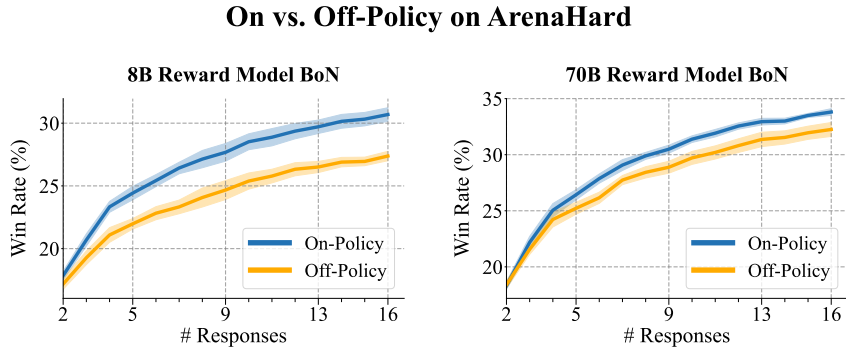 On vs. Off-Policy on ArenaHard
8B Reward Model BoN
Win Rate (%)
30
25
20
2 5 9 13 16
# Responses
On-Policy
Off-Policy
70B Reward Model BoN
Win Rate (%)
35
30
25
20
2 5 9 13 16
# Responses
On-Policy
Off-Policy